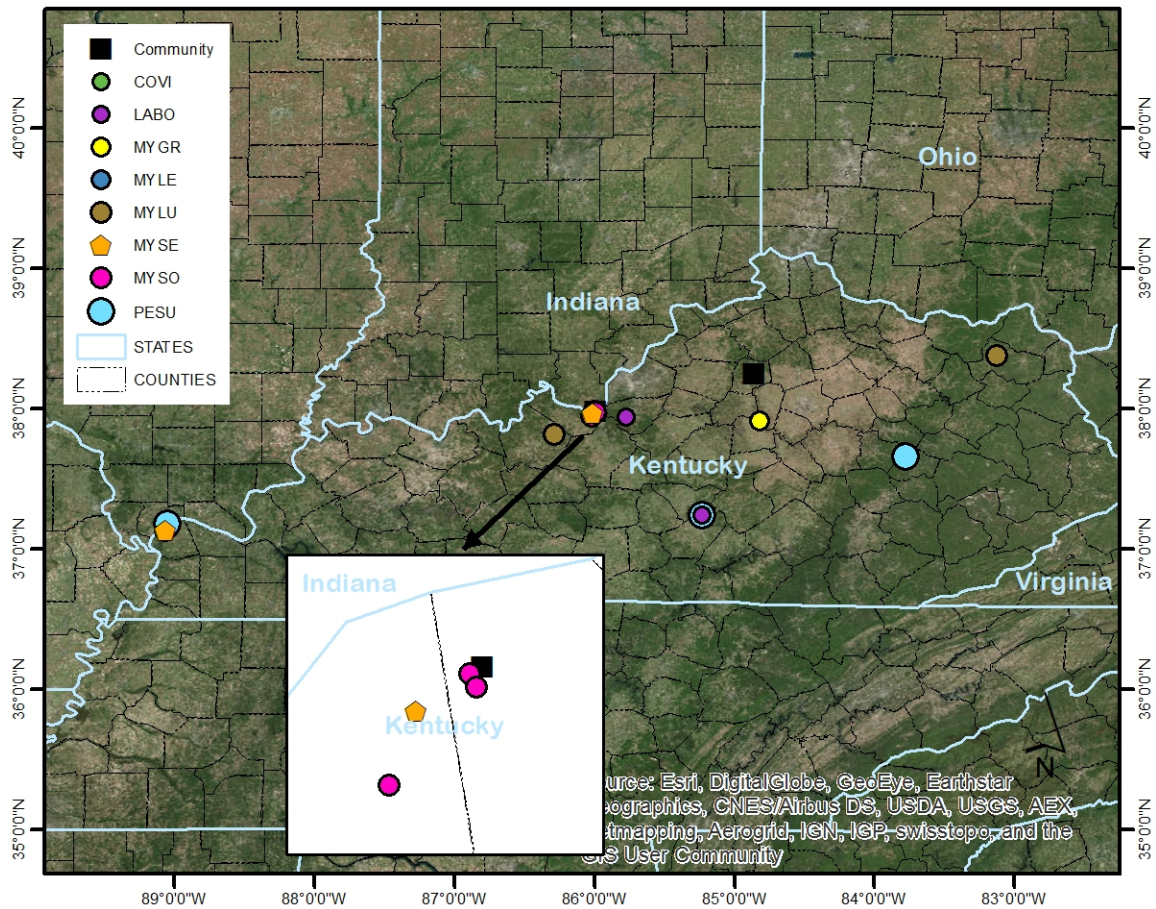 Community
COVI
LABO
MYGR
MYLE
MYLU
MYSE
MYSO
PESU
STATES
COUNTIES
Ohio
Indiana
Kentucky
Virginia
Indiana
Kentucky
N
urce: Esri, DigitalGlobe, GeoEye, Earthstar
eographics, CNES/Airbus DS, USDA, USGS, AEX,
etmapping, Aerogrid, IGN, IGP, swisstopo, and the
GIS User Community
40°0'0"N
39°0'0"N
38°0'0"N
37°0'0"N
36°0'0"N
35°0'0"N
40°0'0"N
39°0'0"N
38°0'0"N
37°0'0"N
36°0'0"N
35°0'0"N
89°0'0"W
88°0'0"W
87°0'0"W
86°0'0"W
85°0'0"W
84°0'0"W
83°0'0"W